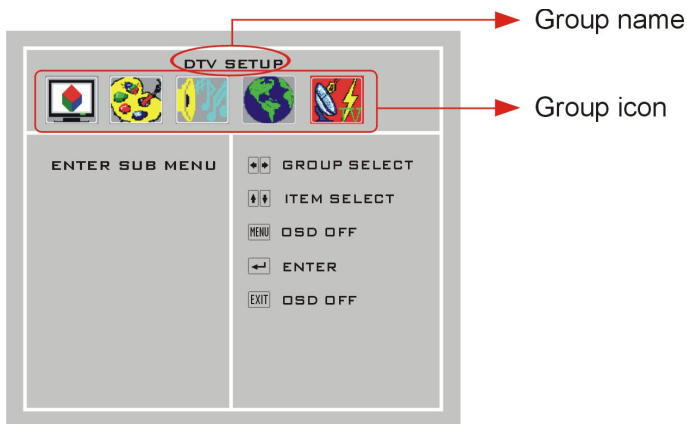 Group name
DTV SETUP
Group icon
ENTER SUB MENU
GROUP SELECT
ITEM SELECT
MENU OSD OFF
ENTER
EXIT OSD OFF